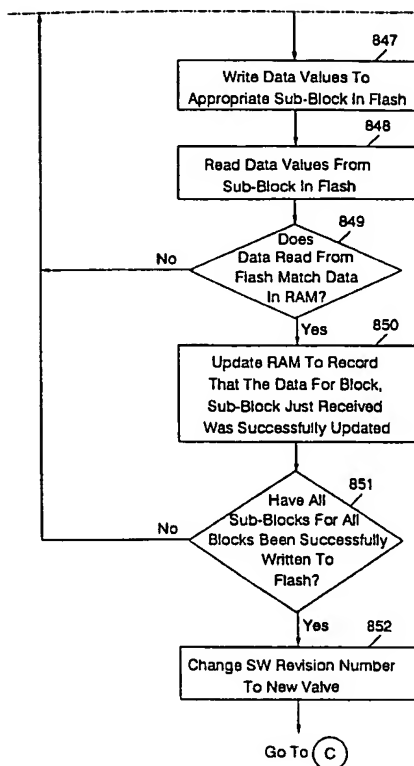 847
Write Data Values To
Appropriate Sub-Block In Flash
848
Read Data Values From
Sub-Block In Flash
849
Does
Data Read From
Flash Match Data
In RAM?
No
Yes
850
Update RAM To Record
That The Data For Block,
Sub-Block Just Received
Was Successfully Updated
851
Have All
Sub-Blocks For All
Blocks Been Successfully
Written To
Flash?
No
Yes
852
Change SW Revision Number
To New Valve
Go To C